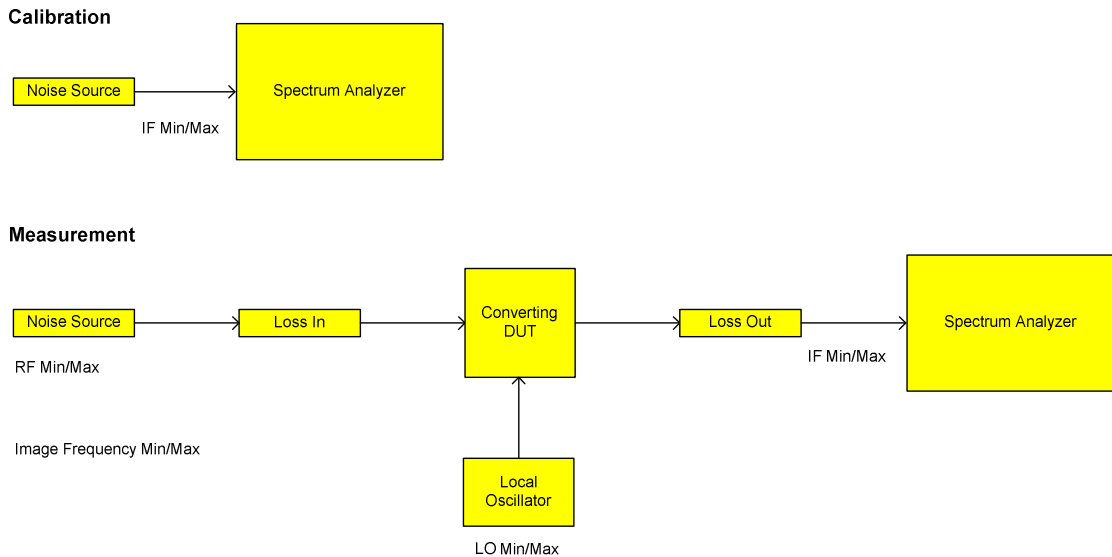 Calibration
Noise Source
Spectrum Analyzer
IF Min/Max
Measurement
Noise Source
Loss In
Converting
DUT
Loss Out
Spectrum Analyzer
RF Min/Max
IF Min/Max
Image Frequency Min/Max
Local
Oscillator
LO Min/Max